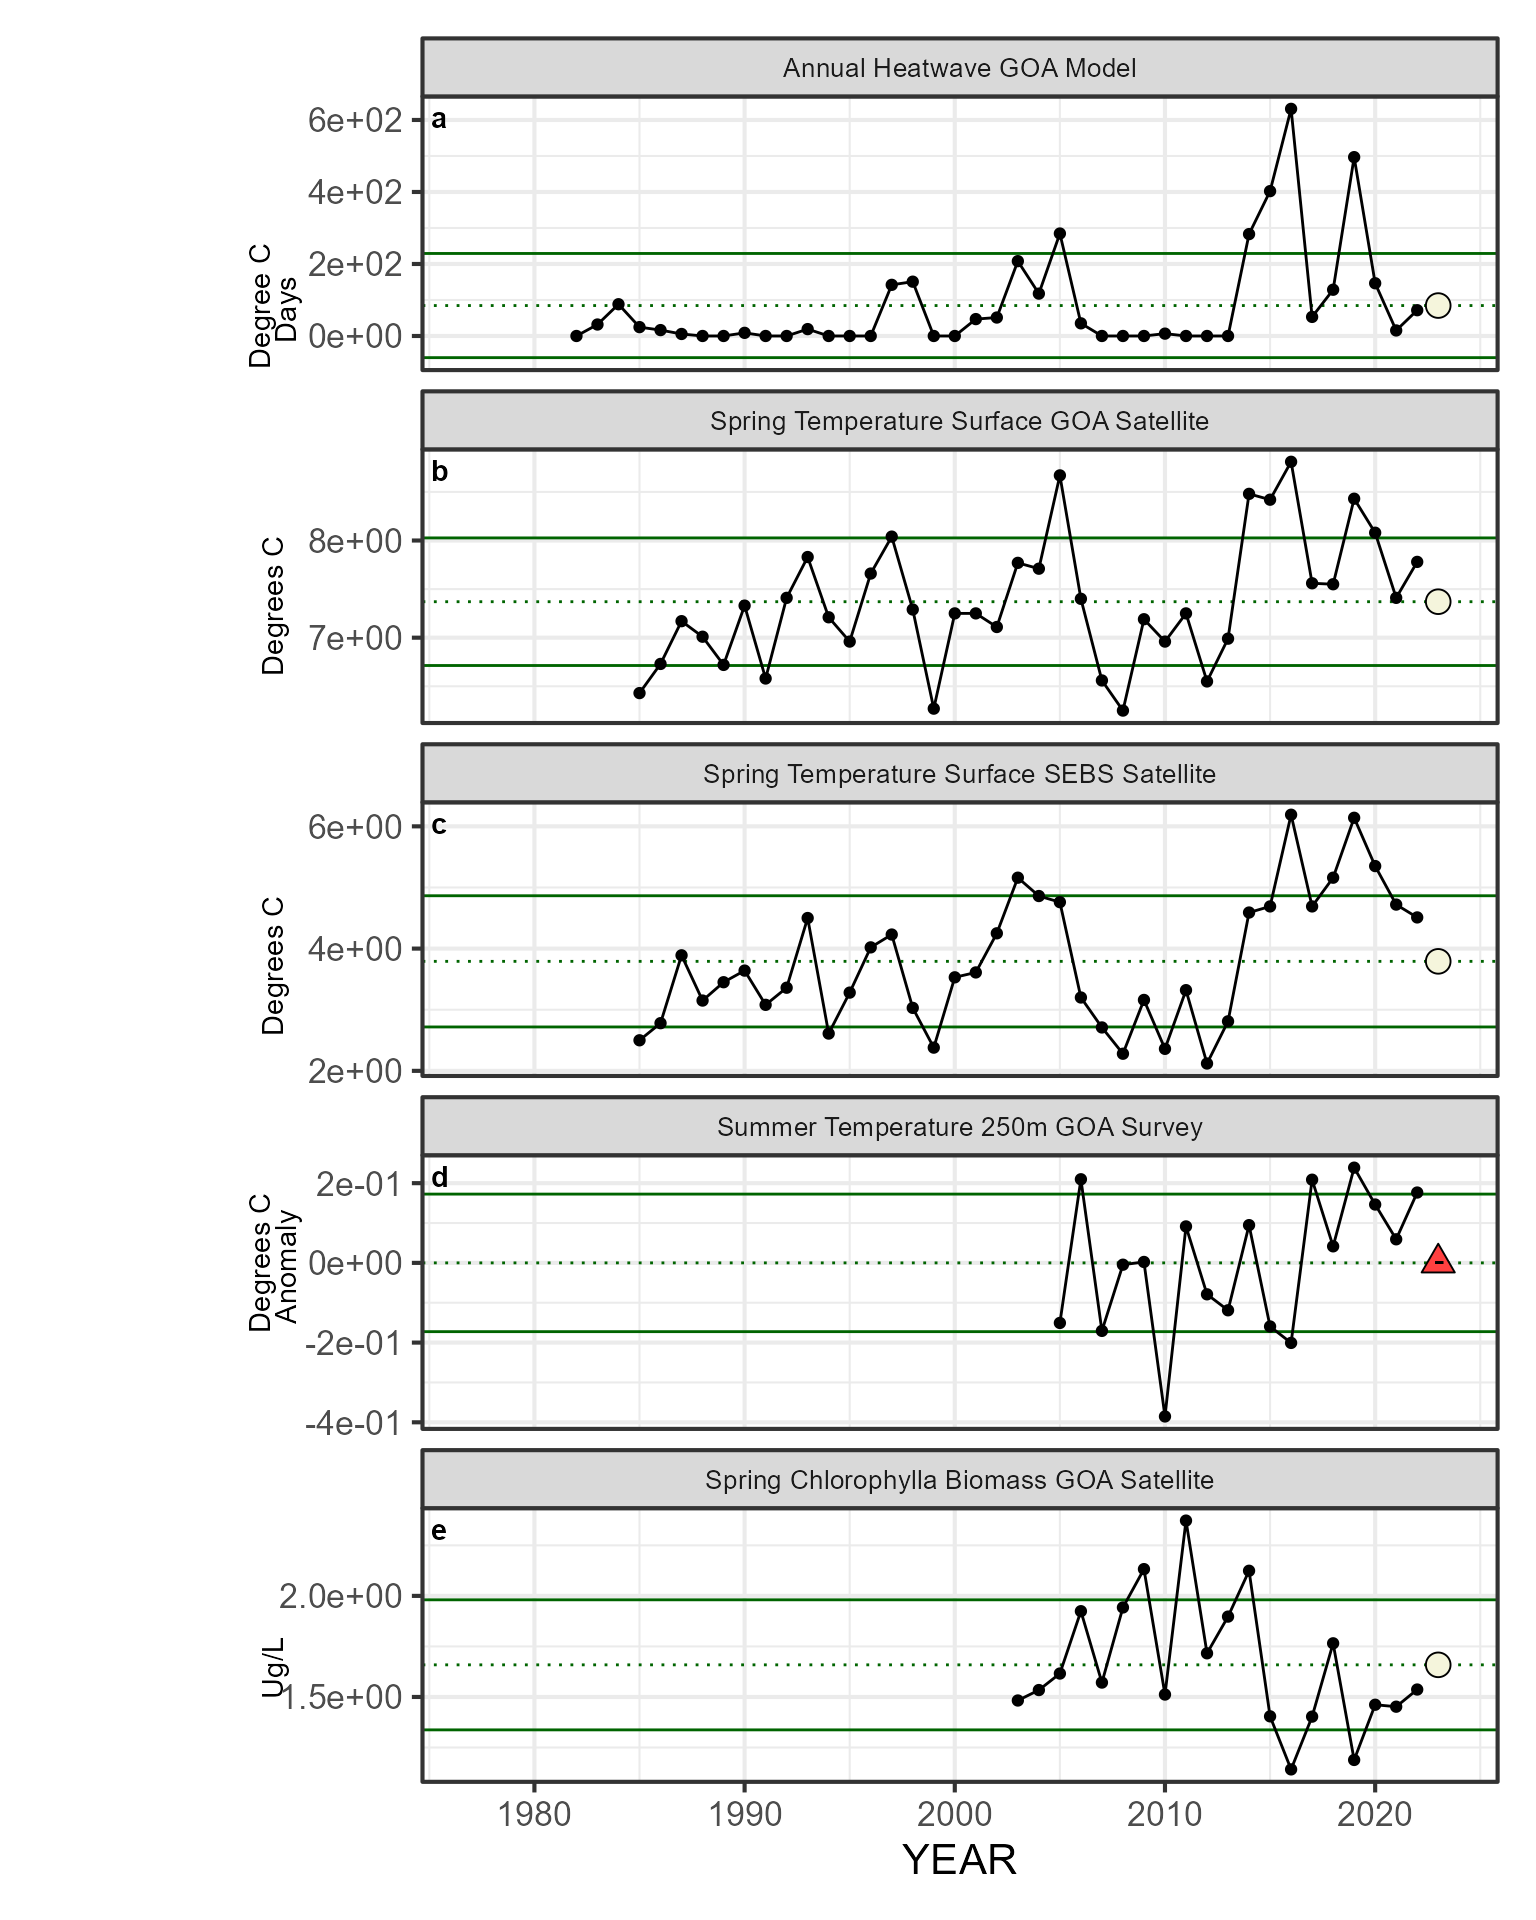 Annual Heatwave GOA Model
a
6e+02
4e+02
2e+02
0e+00
Degree C
Days
Spring Temperature Surface GOA Satellite
b
8e+00
7e+00
Degrees C
Spring Temperature Surface SEBS Satellite
c
6e+00
4e+00
2e+00
Degrees C
Summer Temperature 250m GOA Survey
d
2e-01
0e+00
-2e-01
-4e-01
Degrees C
Anomaly
-
Spring Chlorophylla Biomass GOA Satellite
e
2.0e+00
1.5e+00
Ug/L
1980 1990 2000 2010 2020
YEAR